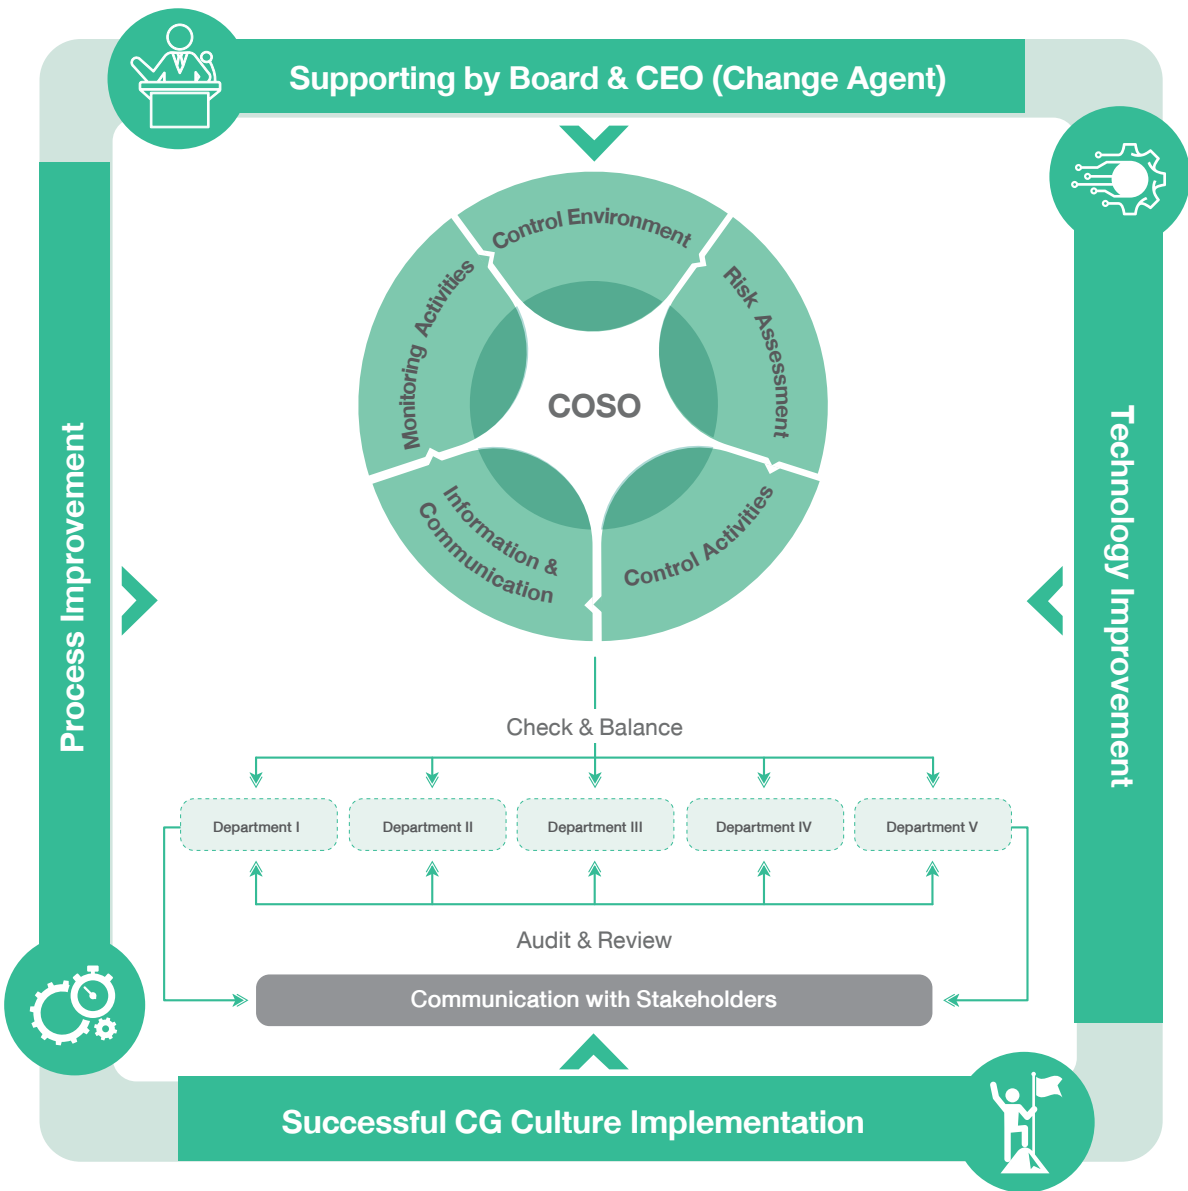 Supporting by Board & CEO (Change Agent)
Control Environment
Risk Assessment
Control Activities
Information &
Communication
Monitoring Activities
COSO
Process Improvement
Technology Improvement
Check & Balance
Department I
Department II
Department III
Department IV
Department V
Audit & Review
Communication with Stakeholders
Successful CG Culture Implementation